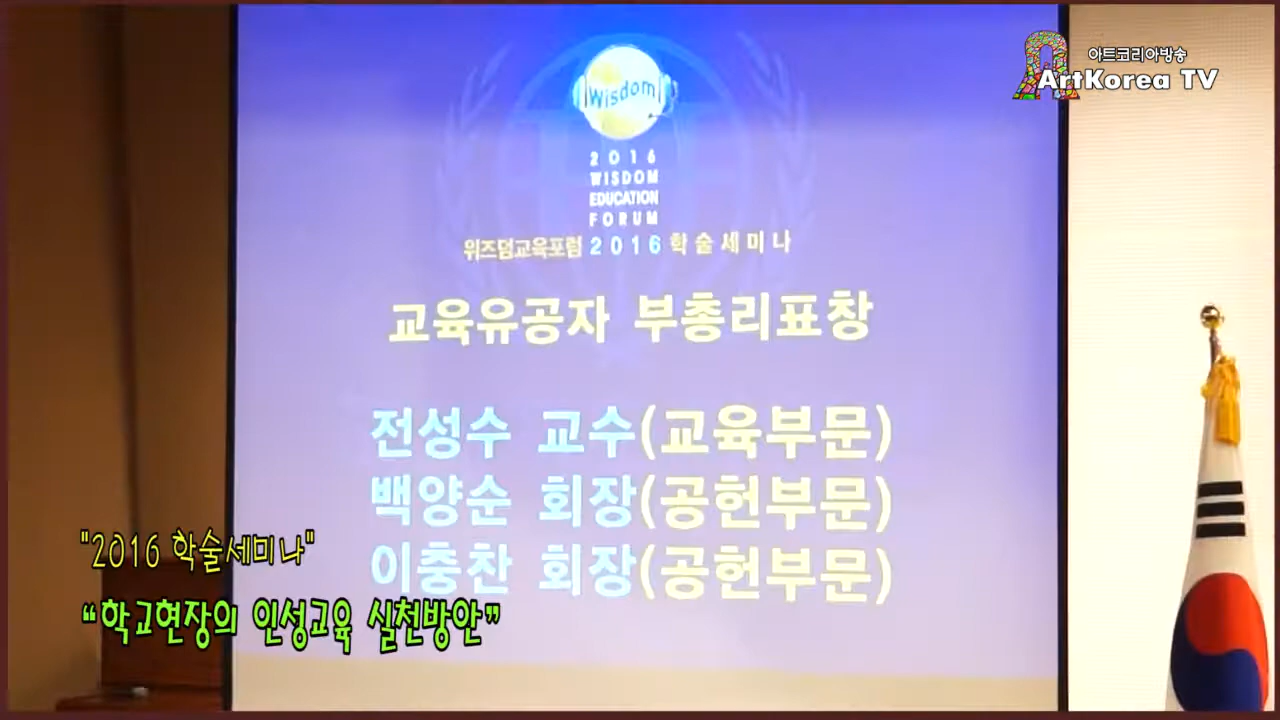 아트코리아방송
ArtKorea TV
Wisdom
2016
WISDOM
EDUCATION
FORUM
위즈덤교육포럼 2016 학술세미나
교육유공자 부총리표창
전성수 교수(교육부문)
백양순 회장(공헌부문)
이충찬 회장(공헌부문)
"2016 학술세미나"
“학교현장의 인성교육 실천방안”